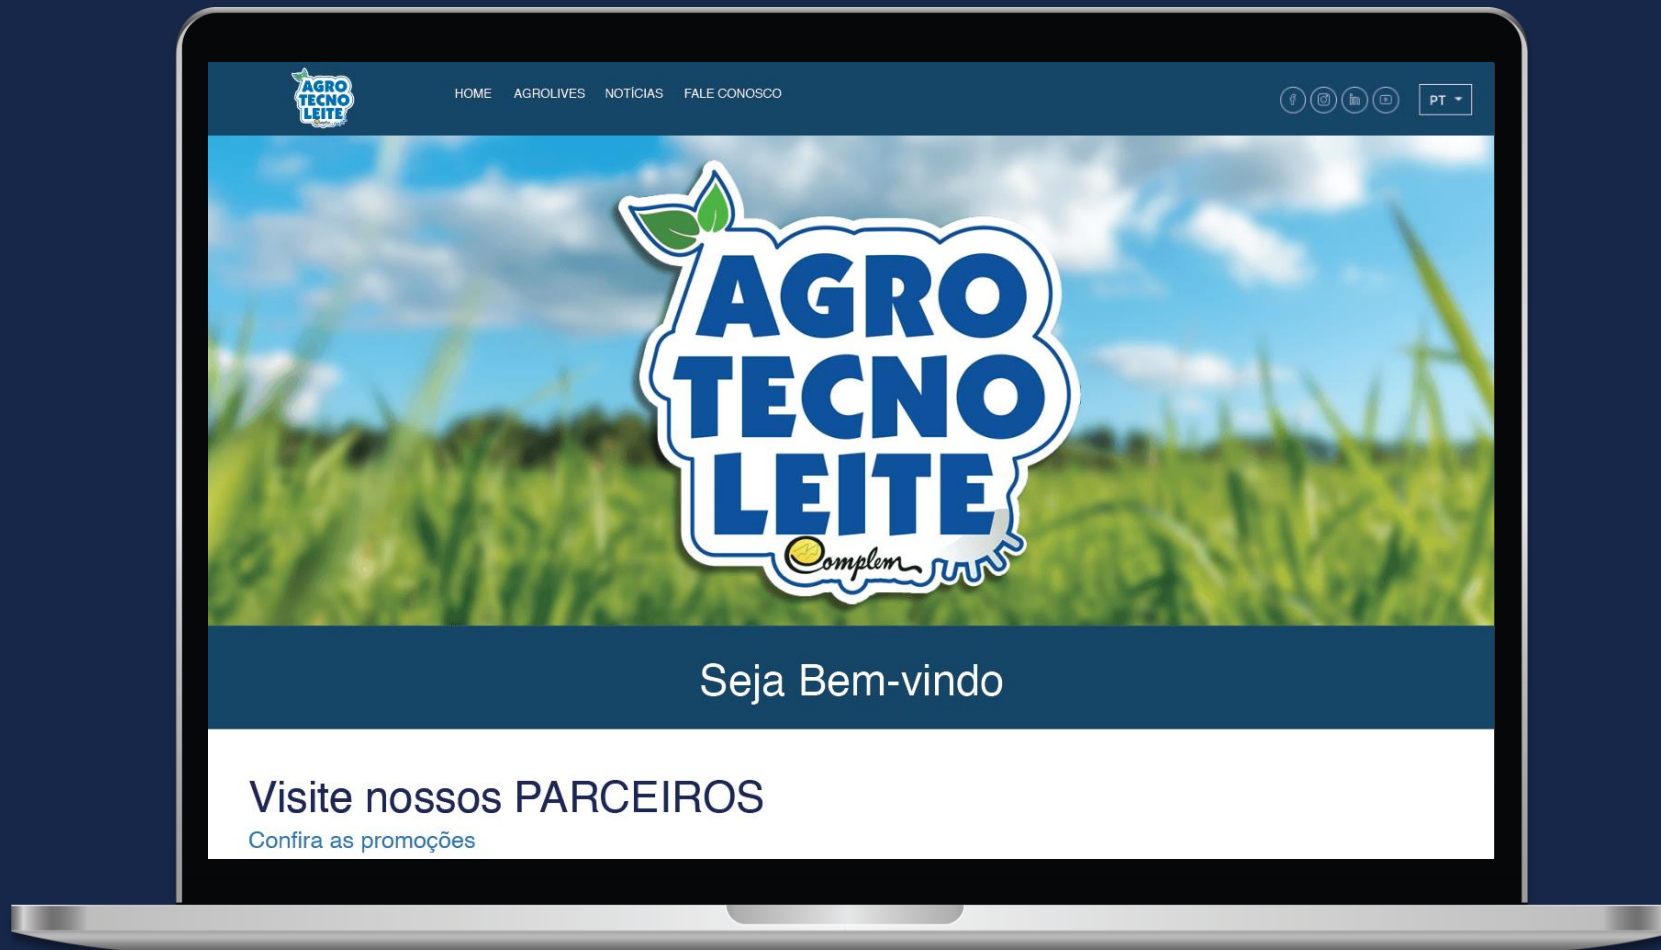 AGRO
TECNO
LEITE
HOME AGROLIVES NOTÍCIAS FALE CONOSCO
PT
AGRO
TECNO
LEITE
Complem
Seja Bem-vindo
Visite nossos PARCEIROS
Confira as promoções